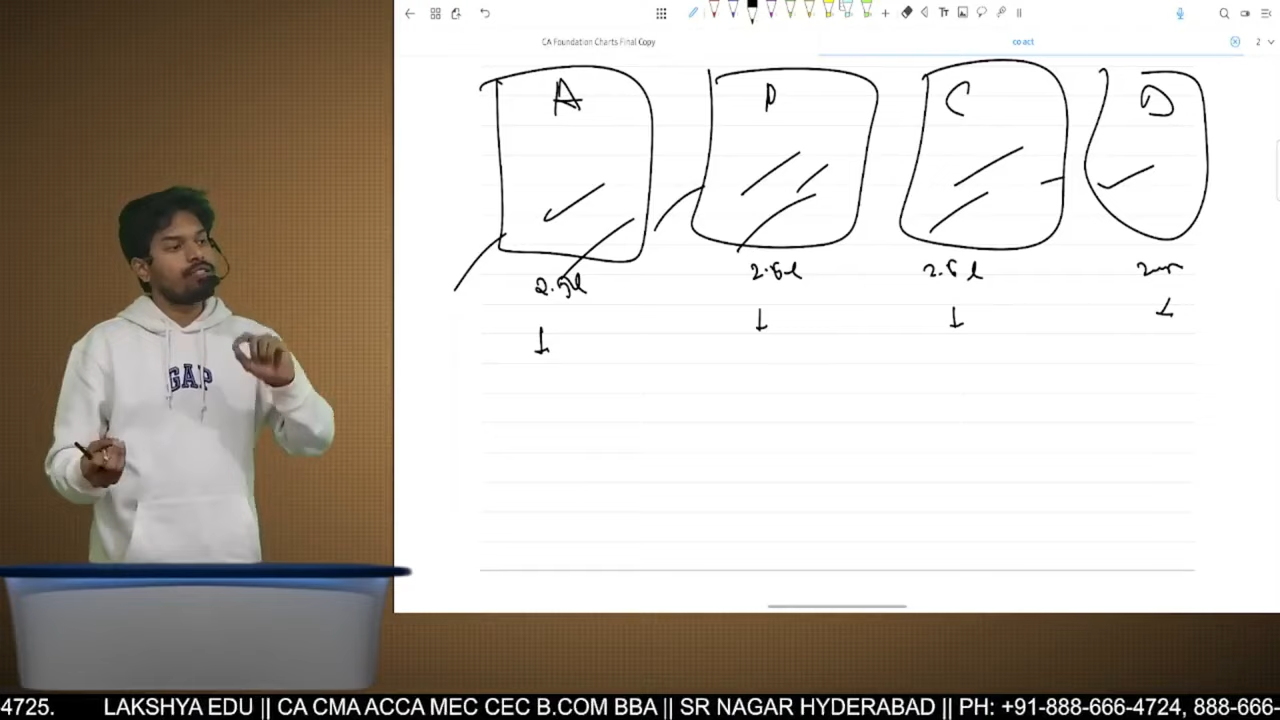 CA Foundation Charts Final Copy
co act
2
A
C
D
2.5l
2.5l
2.5l
GAP
4725. LAKSHYA EDU || CA CMA ACCA MEC CEC B.COM BBA || SR NAGAR HYDERABAD || PH: +91-888-666-4724, 888-666-